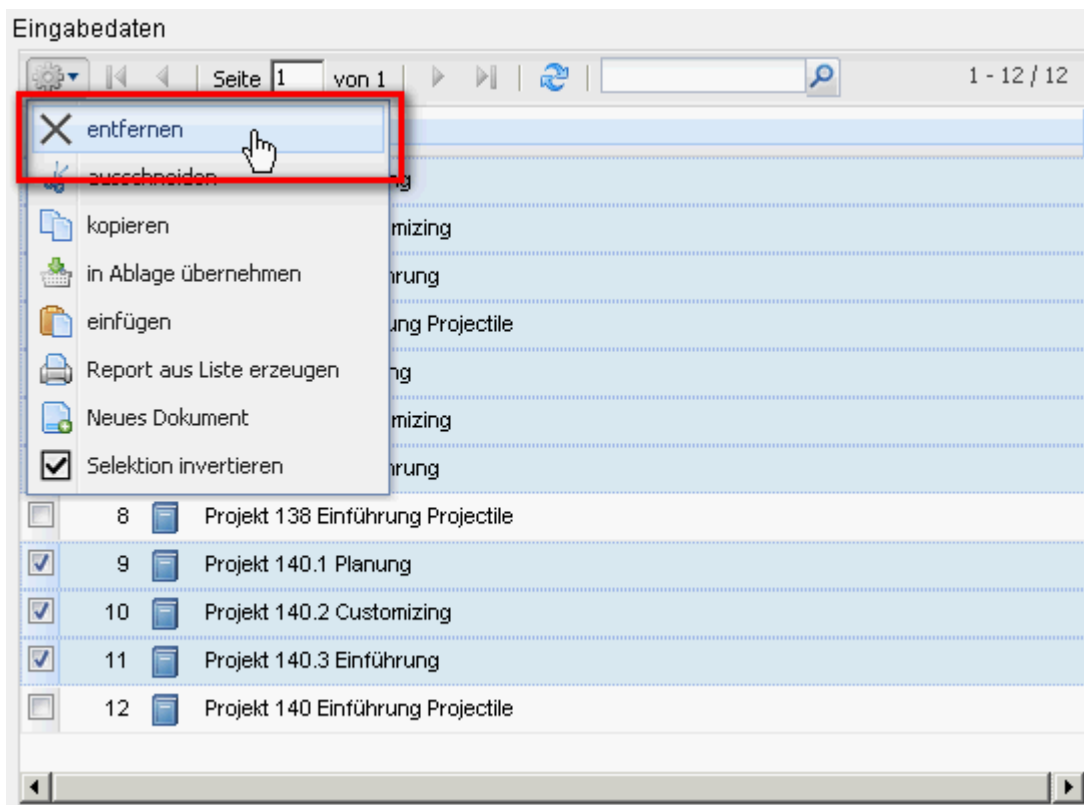 Eingabedaten
Seite 1 von 1 1 - 12 / 12
entfernen
ausschneiden ng
kopieren mizing
in Ablage übernehmen hrung
einfügen ung Projectile
Report aus Liste erzeugen ng
Neues Dokument mizing
Selektion invertieren hrung
8 Projekt 138 Einführung Projectile
9 Projekt 140.1 Planung
10 Projekt 140.2 Customizing
11 Projekt 140.3 Einführung
12 Projekt 140 Einführung Projectile